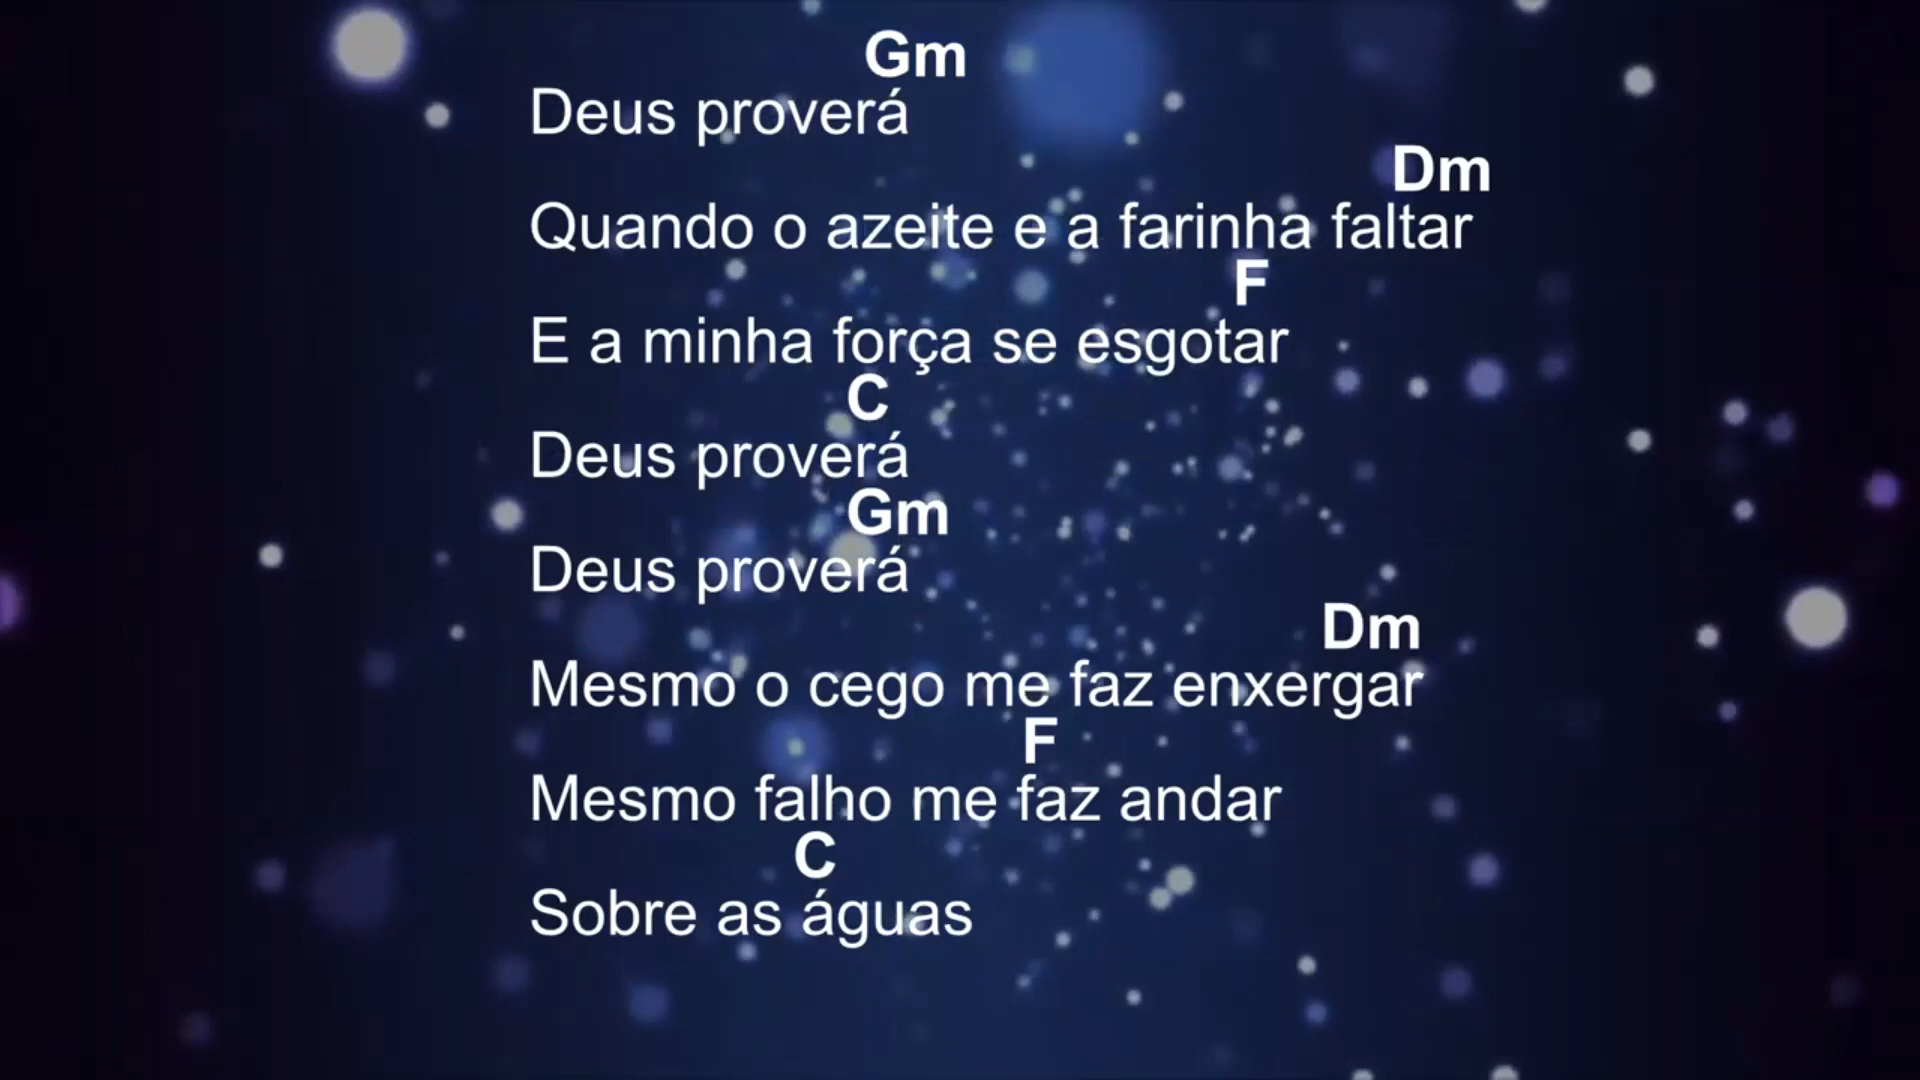 Gm
Deus proverá
Dm
Quando o azeite e a farinha faltar
F
E a minha força se esgotar
C
Deus proverá
Gm
Deus proverá
Dm
Mesmo o cego me faz enxergar
F
Mesmo falho me faz andar
C
Sobre as águas